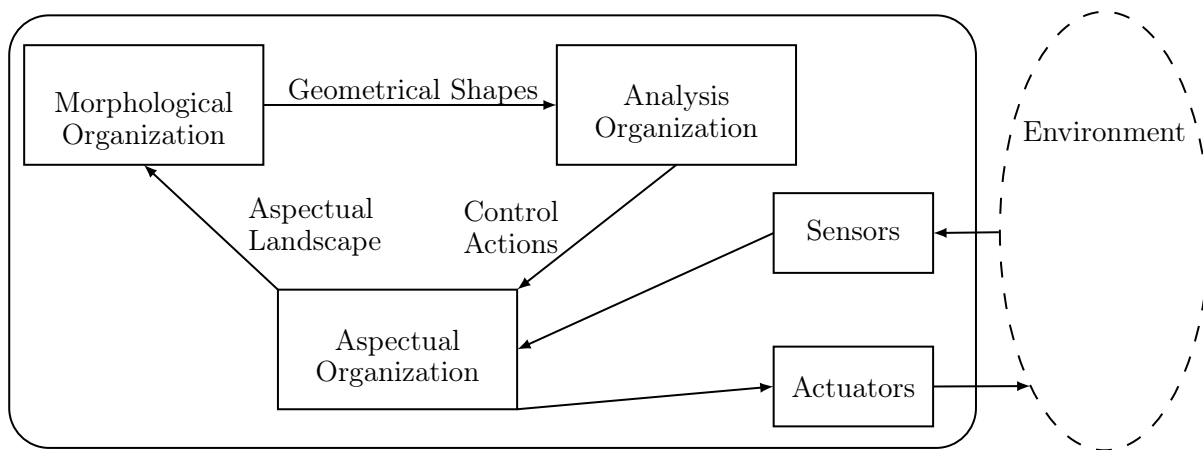 Morphological
Organization
Geometrical Shapes
Analysis
Organization
Environment
Aspectual
Landscape
Control
Actions
Sensors
Aspectual
Organization
Actuators